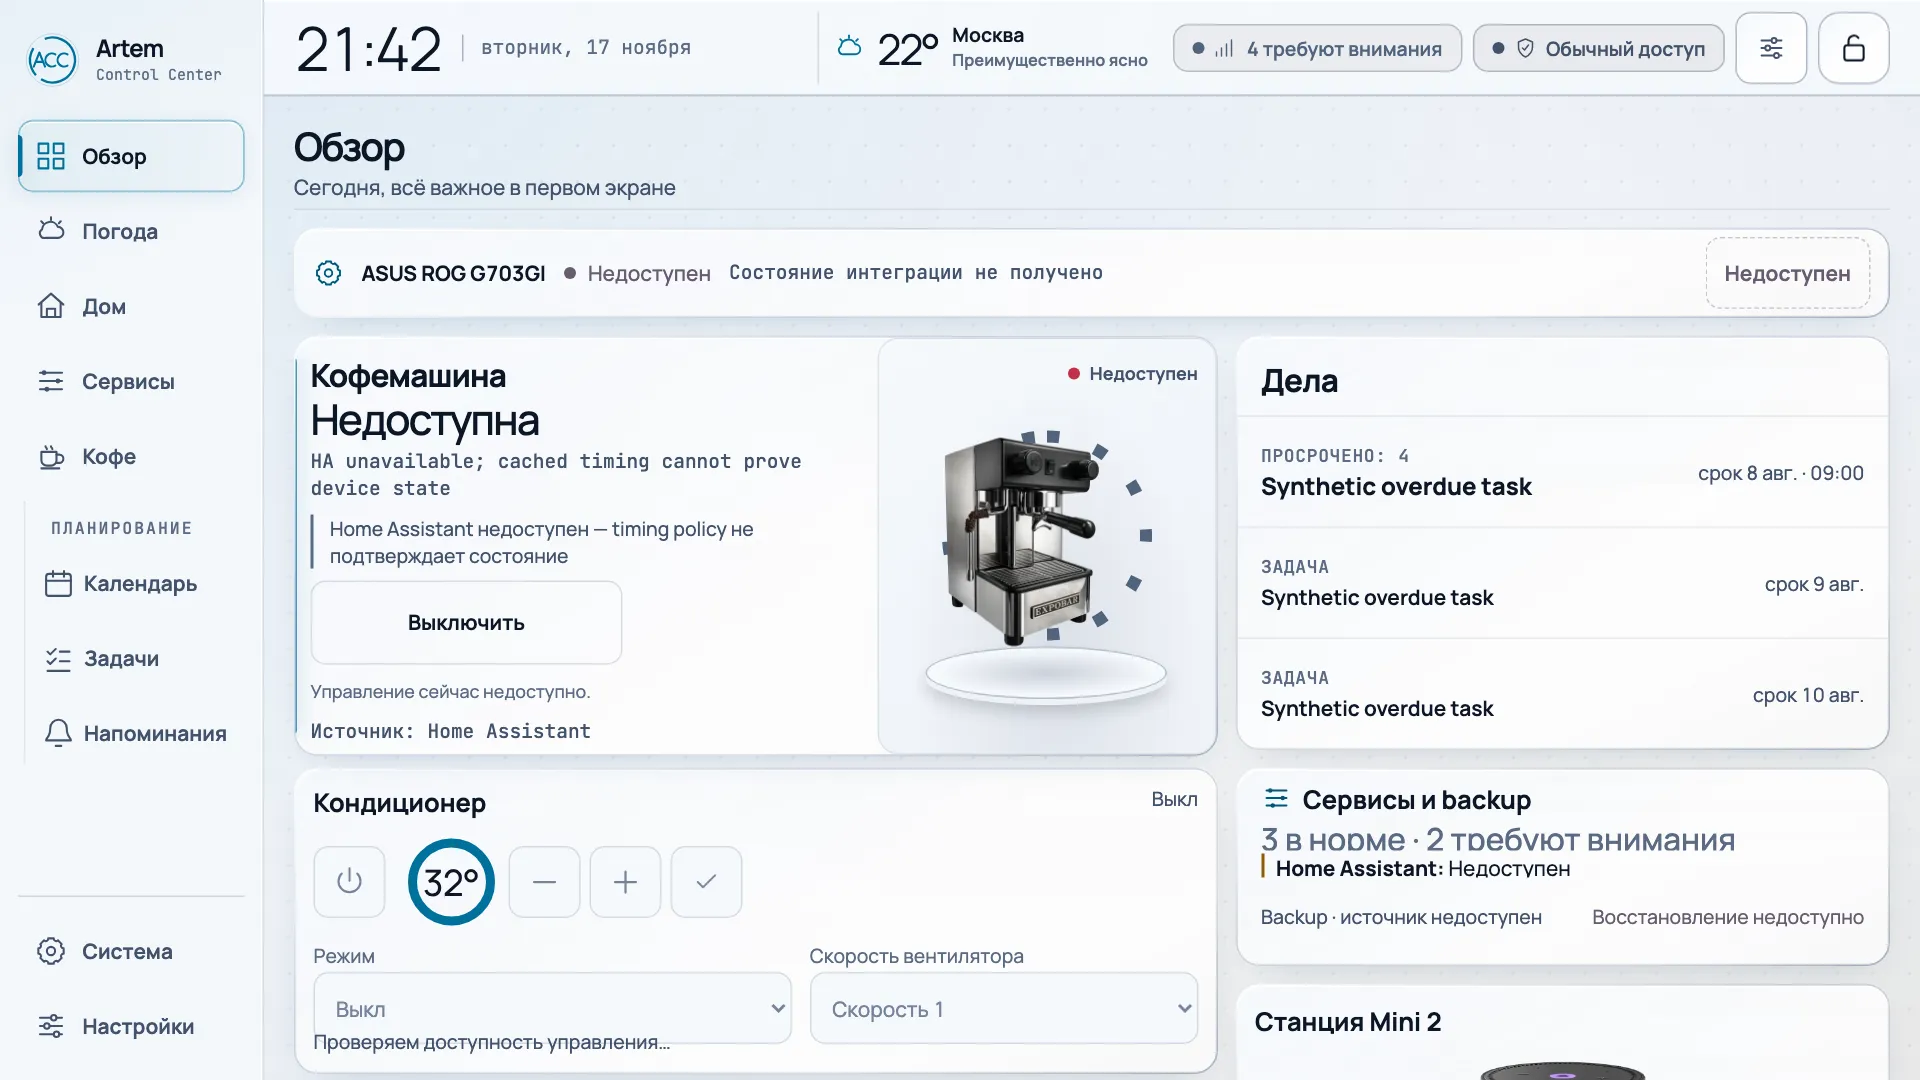 ACC
Artem
Control Center
Обзор
Погода
Дом
Сервисы
Кофе
ПЛАНИРОВАНИЕ
Календарь
Задачи
Напоминания
Система
Настройки
21:42
вторник, 17 ноября
22°
Москва
Преимущественно ясно
4 требуют внимания
Обычный доступ
Обзор
Сегодня, всё важное в первом экране
ASUS ROG G703GI
Недоступен
Состояние интеграции не получено
Недоступен
Кофемашина
Недоступна
HA unavailable; cached timing cannot prove
device state
Home Assistant недоступен — timing policy не
подтверждает состояние
Выключить
Управление сейчас недоступно.
Источник: Home Assistant
Недоступен
EXPOBAR
Дела
ПРОСРОЧЕНО: 4
Synthetic overdue task
срок 8 авг. · 09:00
ЗАДАЧА
Synthetic overdue task
срок 9 авг.
ЗАДАЧА
Synthetic overdue task
срок 10 авг.
Кондиционер
Выкл
32°
Режим
Выкл
Скорость вентилятора
Скорость 1
Проверяем доступность управления…
Сервисы и backup
3 в норме · 2 требуют внимания
Home Assistant: Недоступен
Backup · источник недоступен
Восстановление недоступно
Станция Mini 2